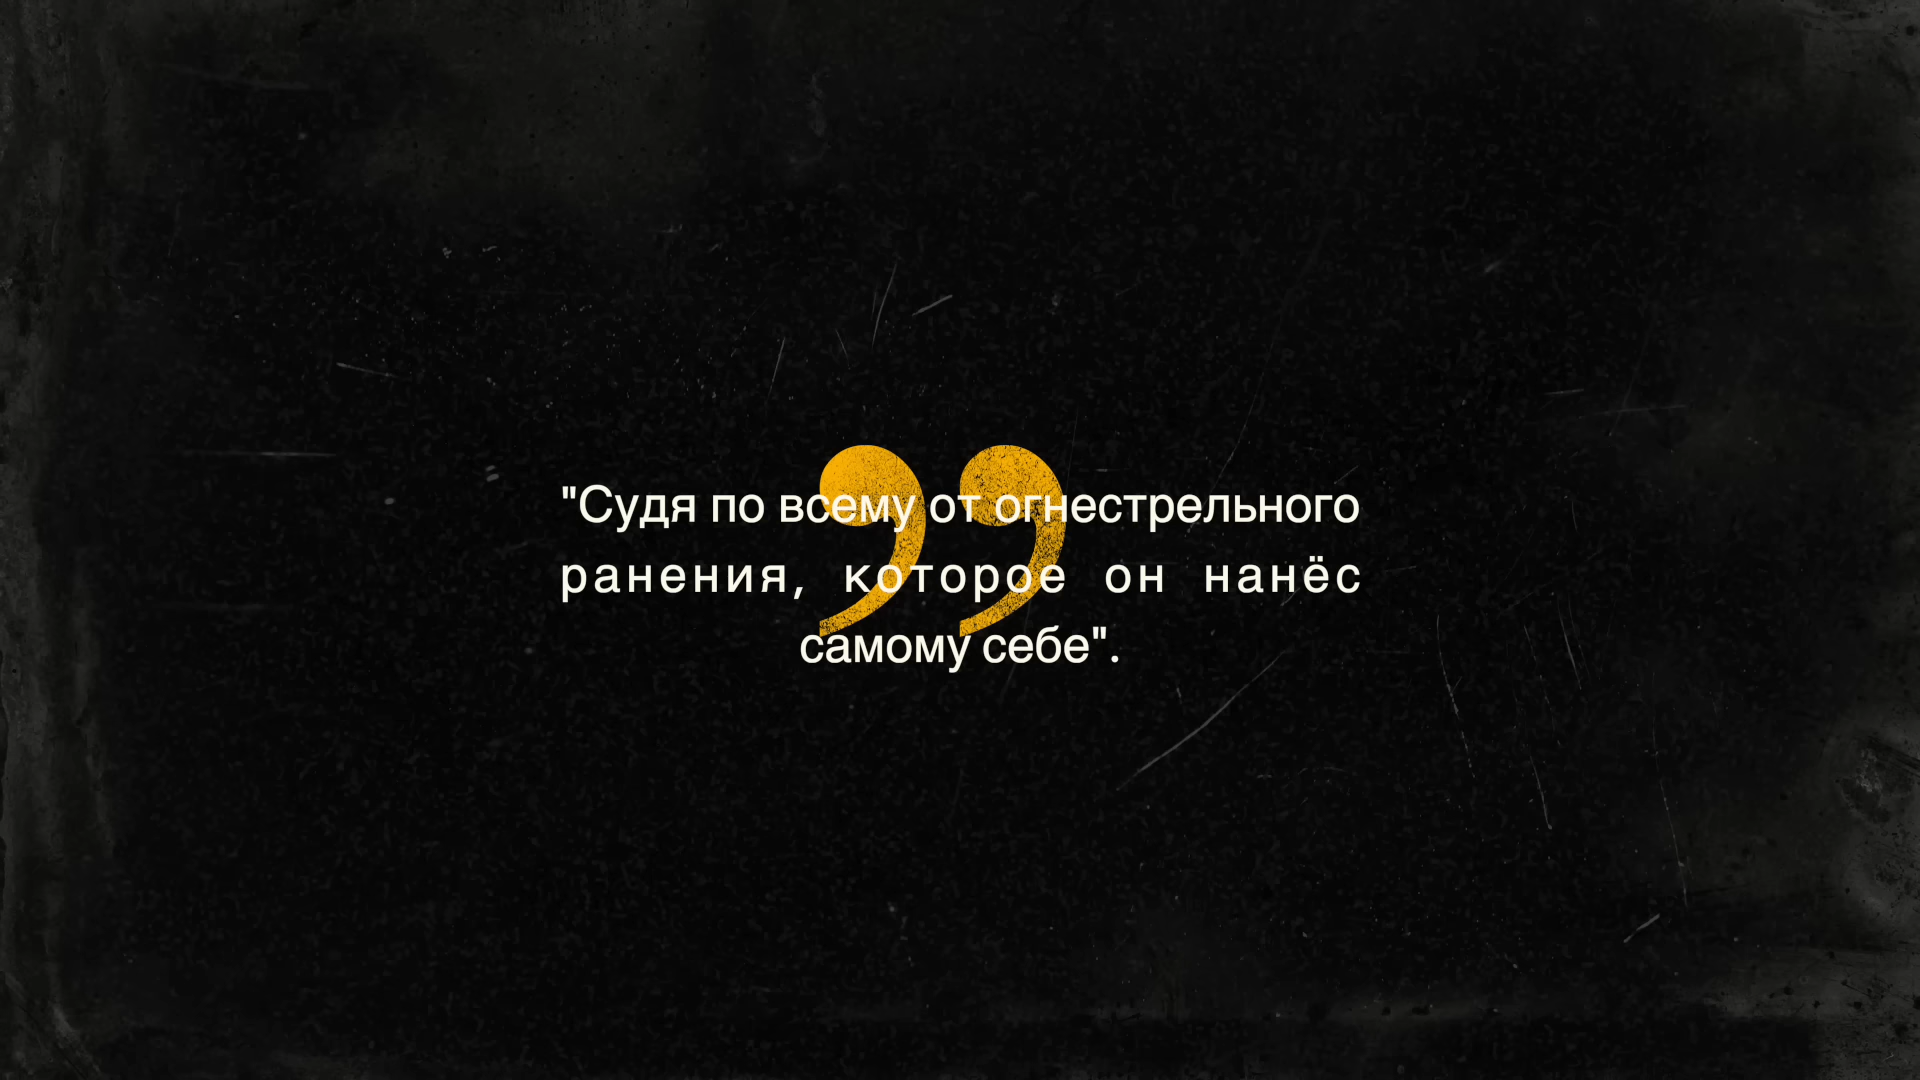 "Судя по всему от огнестрельного
ранения, которое он нанёс
самому себе".